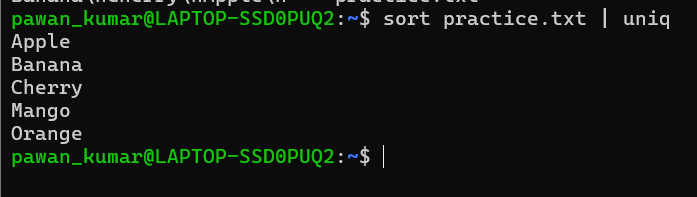 pawan_kumar@LAPTOP-SSD0PUQ2:~$ sort practice.txt | uniq
Apple
Banana
Cherry
Mango
Orange
pawan_kumar@LAPTOP-SSD0PUQ2:~$